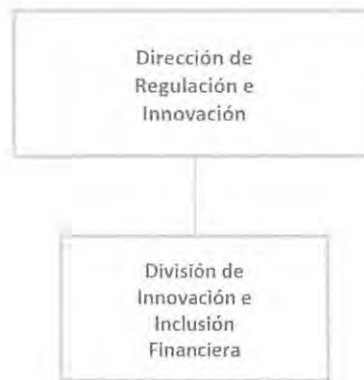 Dirección de
Regulación e
Innovación
División de
Innovación e
Inclusión
Financiera